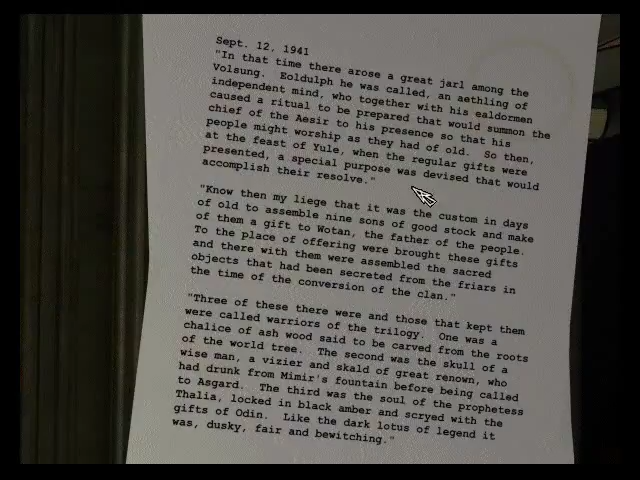 Sept. 12, 1941
"In that time there arose a great jarl among the
Volsung.  Eoldulph he was called, an aethling of
independent mind, who together with his ealdormen
caused a ritual to be prepared that would summon the
chief of the Aesir to his presence so that his
people might worship as they had of old.  So then,
at the feast of Yule, when the regular gifts were
presented, a special purpose was devised that would
accomplish their resolve."
"Know then my liege that it was the custom in days
of old to assemble nine sons of good stock and make
of them a gift to Wotan, the father of the people.
To the place of offering were brought these gifts
and there with them were assembled the sacred
objects that had been secreted from the friars in
the time of the conversion of the clan."
"Three of these there were and those that kept them
were called warriors of the trilogy.  One was a
chalice of ash wood said to be carved from the roots
of the world tree.  The second was the skull of a
wise man, a vizier and skald of great renown, who
had drunk from Mimir's fountain before being called
to Asgard.  The third was the soul of the prophetess
Thalia, locked in black amber and scryed with the
gifts of Odin.  Like the dark lotus of legend it
was, dusky, fair and bewitching."